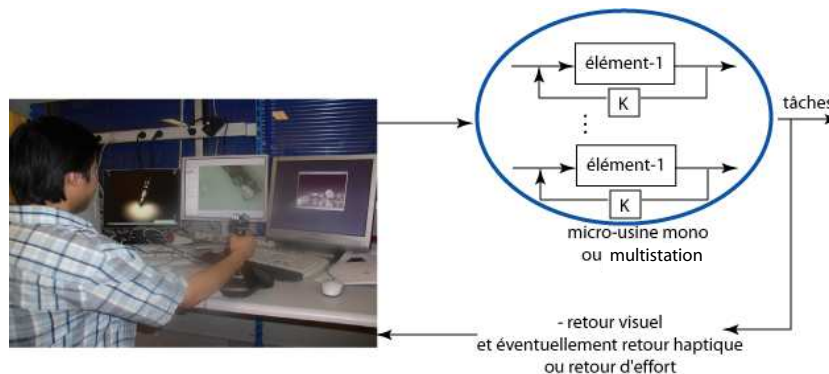 élément-1
K
⋮
élément-1
K
tâches
micro-usine mono
ou multistation
- retour visuel
et éventuellement retour haptique
ou retour d'effort